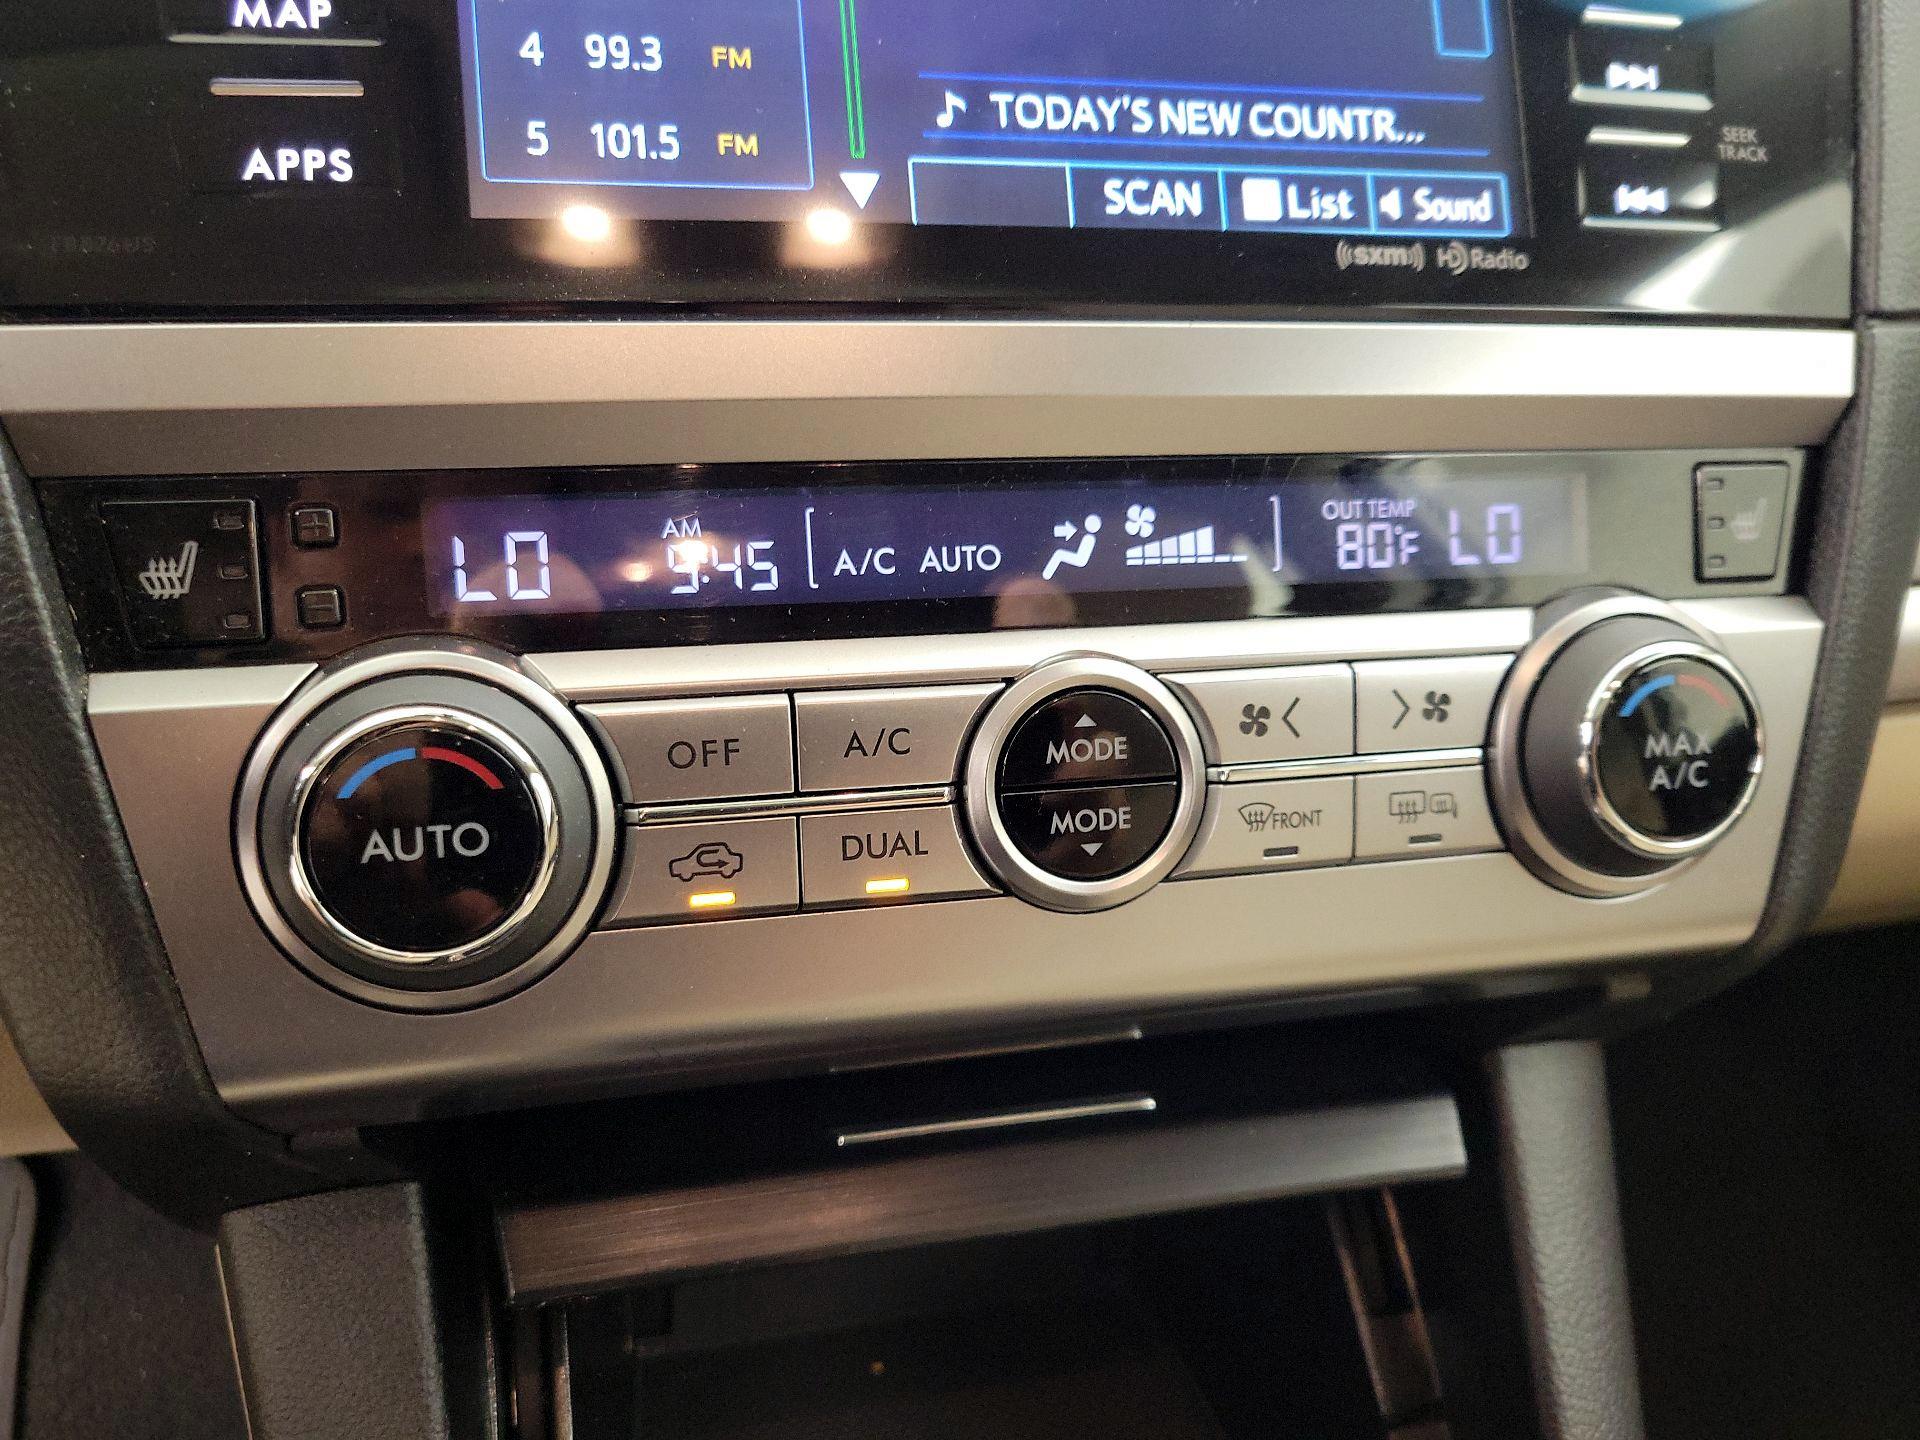 MAP
4 99.3 FM
5 101.5 FM
APPS
TODAY'S NEW COUNTR...
SCAN List Sound
SEEK
TRACK
((sxm)) HD Radio
LO AM 9:45 A/C AUTO OUT TEMP 80°F LO
AUTO
OFF A/C
DUAL
MODE
MODE
FRONT
MAX
A/C